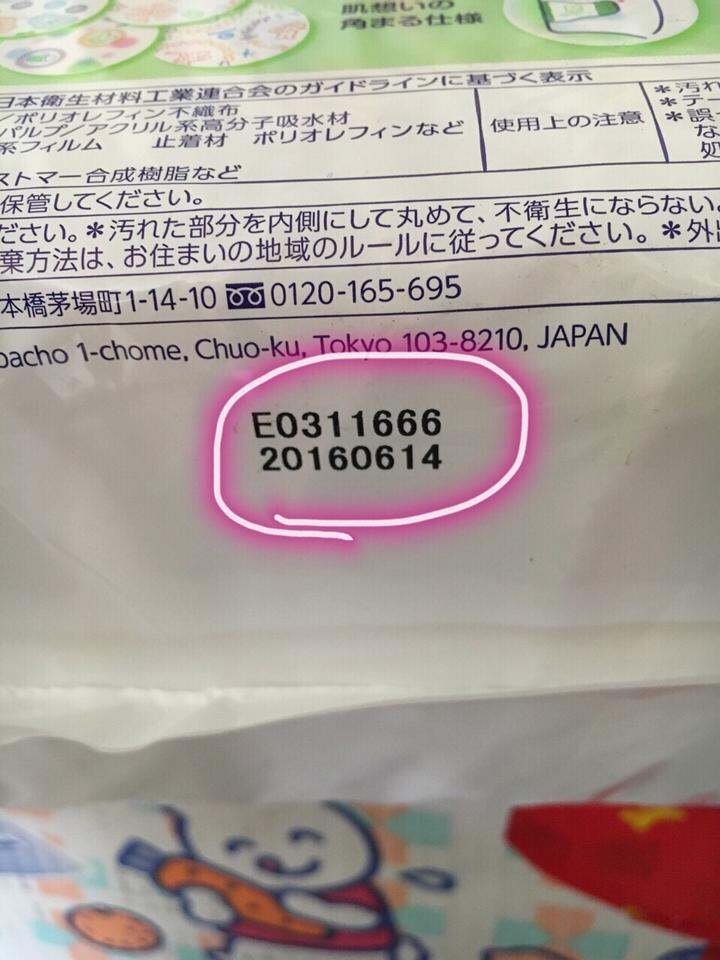 肌想いの
角まる仕様
日本衛生材料工業連合会のガイドラインに基づく表示
/ポリオレフィン不織布
パルプ/アクリル系高分子吸水材
系フィルム 止着材 ポリオレフィンなど
ストマー合成樹脂など
使用上の注意
*汚れ
*テー
*誤
な
処
保管してください。
ださい。*汚れた部分を内側にして丸めて、不衛生にならない
棄方法は、お住まいの地域のルールに従ってください。*外出
本橋茅場町1-14-10 0120-165-695
bacho 1-chome, Chuo-ku, Tokyo 103-8210, JAPAN
E0311666
20160614